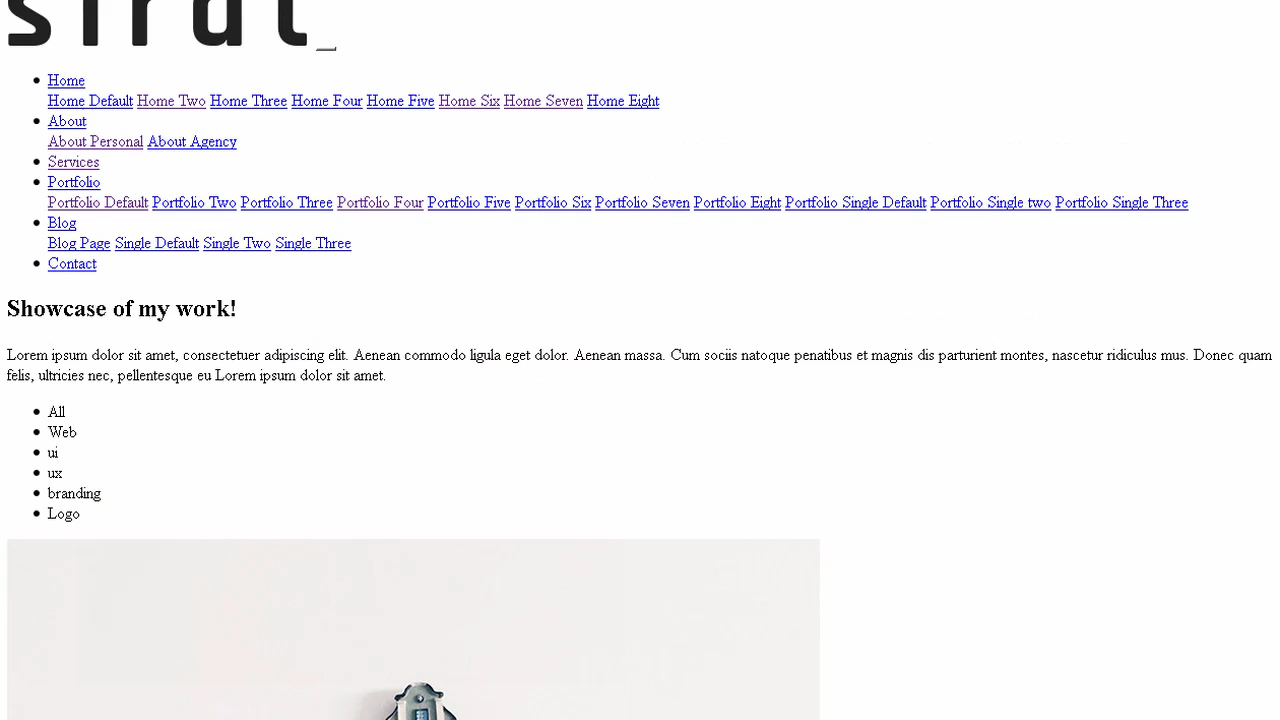 Home
Home Default Home Two Home Three Home Four Home Five Home Six Home Seven Home Eight
About
About Personal About Agency
Services
Portfolio
Portfolio Default Portfolio Two Portfolio Three Portfolio Four Portfolio Five Portfolio Six Portfolio Seven Portfolio Eight Portfolio Single Default Portfolio Single two Portfolio Single Three
Blog
Blog Page Single Default Single Two Single Three
Contact
Showcase of my work!
Lorem ipsum dolor sit amet, consectetuer adipiscing elit. Aenean commodo ligula eget dolor. Aenean massa. Cum sociis natoque penatibus et magnis dis parturient montes, nascetur ridiculus mus. Donec quam
felis, ultricies nec, pellentesque eu Lorem ipsum dolor sit amet.
All
Web
ui
ux
branding
Logo